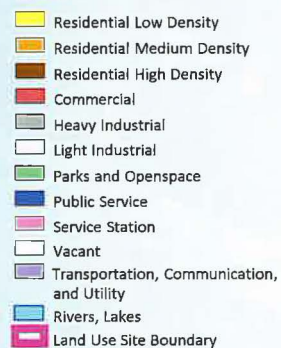 Residential Low Density
Residential Medium Density
Residential High Density
Commercial
Heavy Industrial
Light Industrial
Parks and Openspace
Public Service
Service Station
Vacant
Transportation, Communication,
and Utility
Rivers, Lakes
Land Use Site Boundary